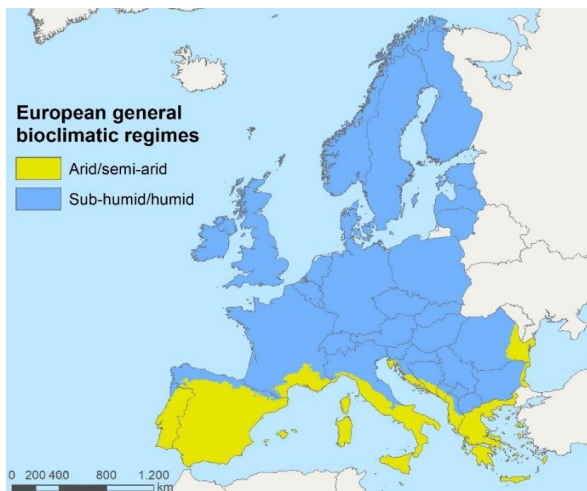 European general
bioclimatic regimes
Arid/semi-arid
Sub-humid/humid
0 200 400 800 1.200
km